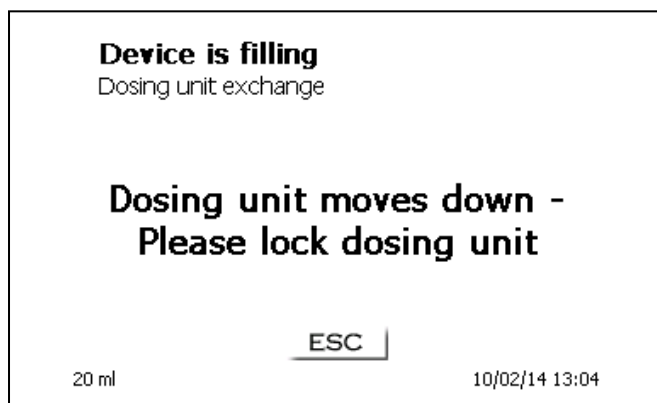 Device is filling
Dosing unit exchange
Dosing unit moves down -
Please lock dosing unit
ESC
20 ml 10/02/14 13:04